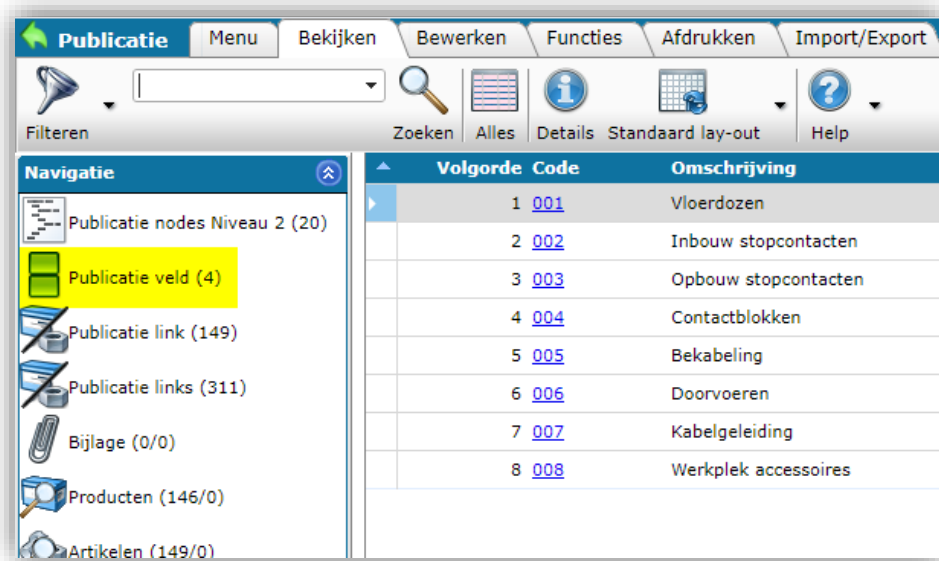 Publicatie Menu Bekijken Bewerken Functies Afdrukken Import/Export
Filteren Zoeken Alles Details Standaard lay-out Help
Navigatie
Publicatie nodes Niveau 2 (20)
Publicatie veld (4)
Publicatie link (149)
Publicatie links (311)
Bijlage (0/0)
Producten (146/0)
Artikelen (149/0)
Volgorde Code Omschrijving
1 001 Vloerdozen
2 002 Inbouw stopcontacten
3 003 Opbouw stopcontacten
4 004 Contactblokken
5 005 Bekabeling
6 006 Doorvoeren
7 007 Kabelgeleiding
8 008 Werkplek accessoires